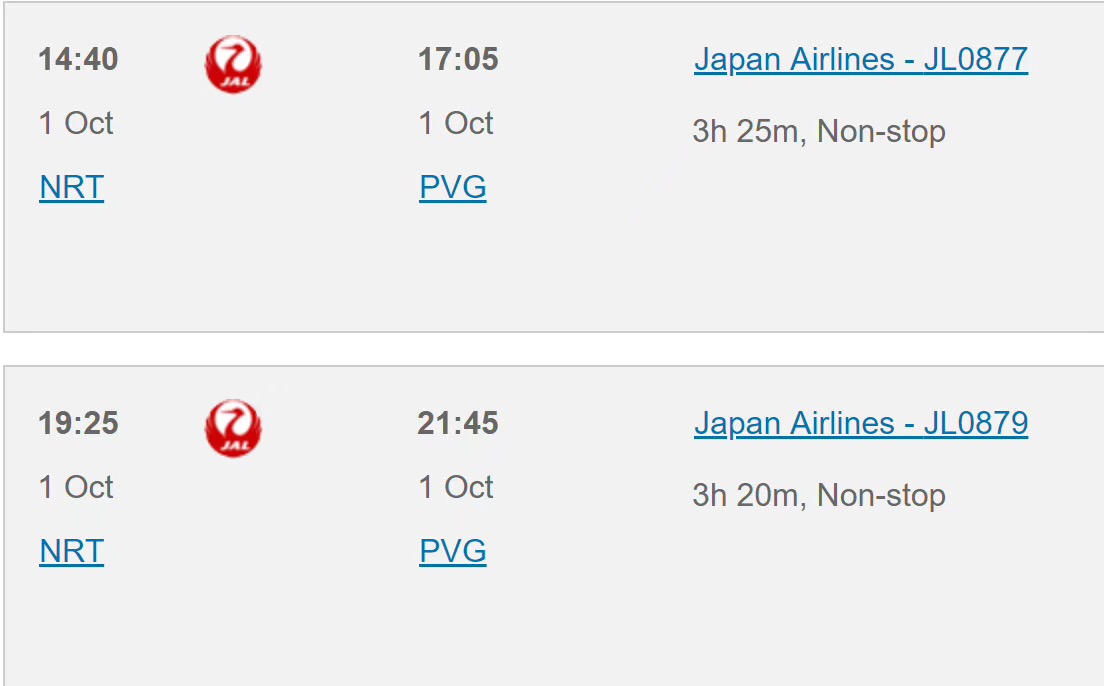 14:40 JAL 17:05 Japan Airlines - JL0877
1 Oct 1 Oct 3h 25m, Non-stop
NRT PVG
19:25 JAL 21:45 Japan Airlines - JL0879
1 Oct 1 Oct 3h 20m, Non-stop
NRT PVG